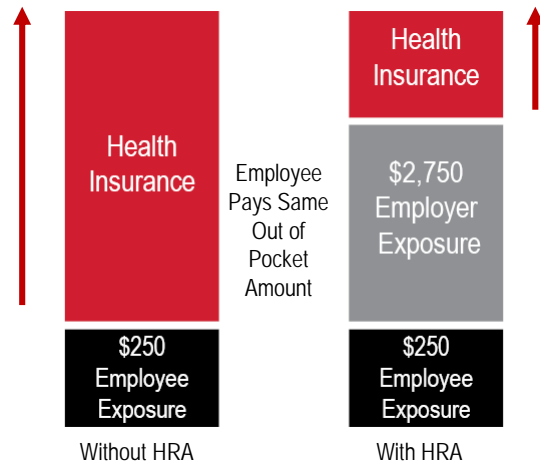 Health
Insurance
$250
Employee
Exposure
Without HRA
Employee
Pays Same
Out of
Pocket
Amount
Health
Insurance
$2,750
Employer
Exposure
$250
Employee
Exposure
With HRA